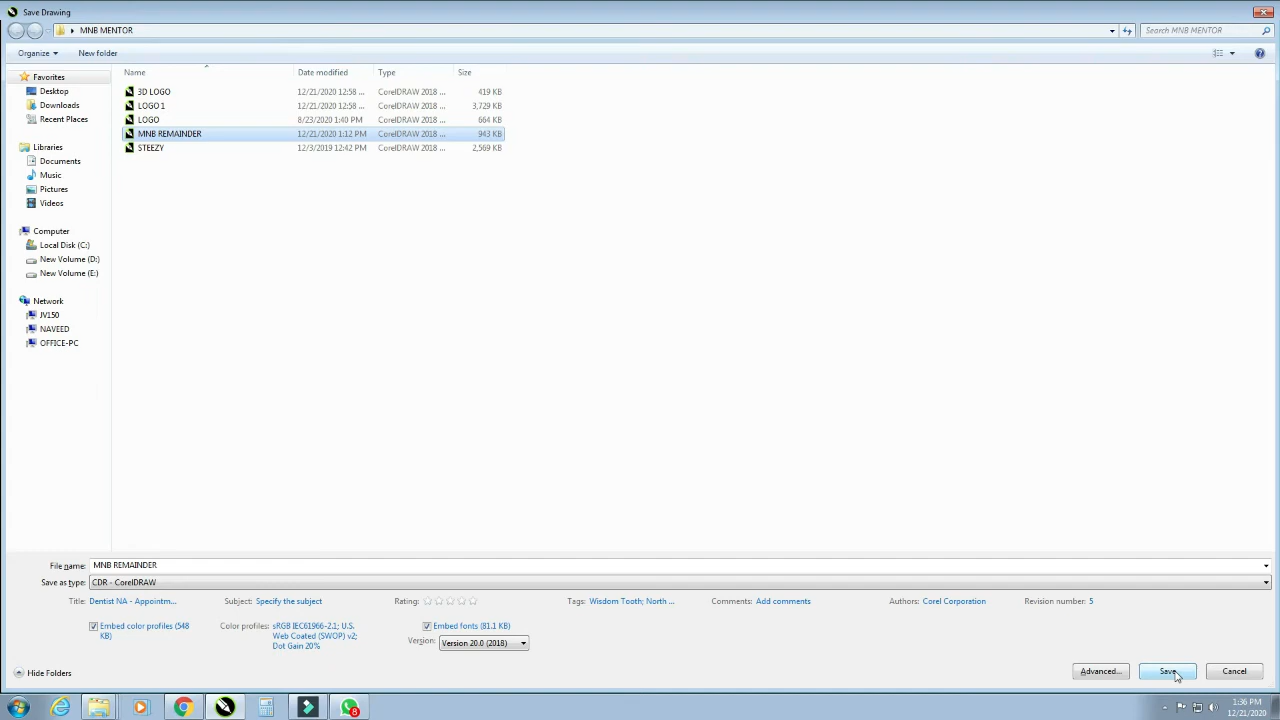 Save Drawing
MNB MENTOR
Search MNB MENTOR
Organize
New folder
Name Date modified Type Size
3D LOGO 12/21/2020 12:58 ... CorelDRAW 2018 ... 419 KB
LOGO 1 12/21/2020 12:58 ... CorelDRAW 2018 ... 3,729 KB
LOGO 8/23/2020 1:40 PM CorelDRAW 2018 ... 664 KB
MNB REMAINDER 12/21/2020 1:12 PM CorelDRAW 2018 ... 943 KB
STEEZY 12/3/2019 12:42 PM CorelDRAW 2018 ... 2,569 KB
Favorites
Desktop
Downloads
Recent Places
Libraries
Documents
Music
Pictures
Videos
Computer
Local Disk (C:)
New Volume (D:)
New Volume (E:)
Network
JV150
NAVEED
OFFICE-PC
File name: MNB REMAINDER
Save as type: CDR - CorelDRAW
Title: Dentist NA - Appointm... Subject: Specify the subject Rating: Tags: Wisdom Tooth; North ... Comments: Add comments Authors: Corel Corporation Revision number: 5
Embed color profiles (548 KB)
Color profiles: sRGB IEC61966-2.1; U.S.
Web Coated (SWOP) v2;
Dot Gain 20%
Embed fonts (81.1 KB)
Version: Version 20.0 (2018)
Hide Folders
Advanced... Save Cancel
8
1:36 PM
12/21/2020